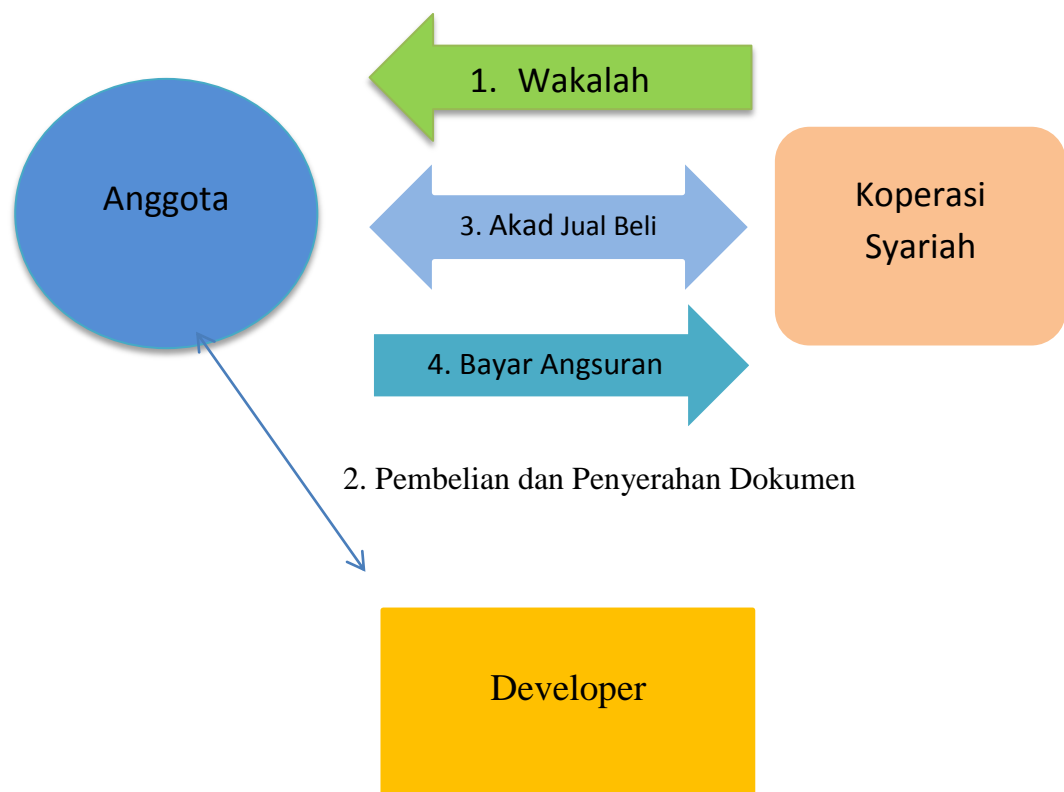 1. Wakalah
Anggota
Koperasi
Syariah
3. Akad Jual Beli
4. Bayar Angsuran
2. Pembelian dan Penyerahan Dokumen
Developer